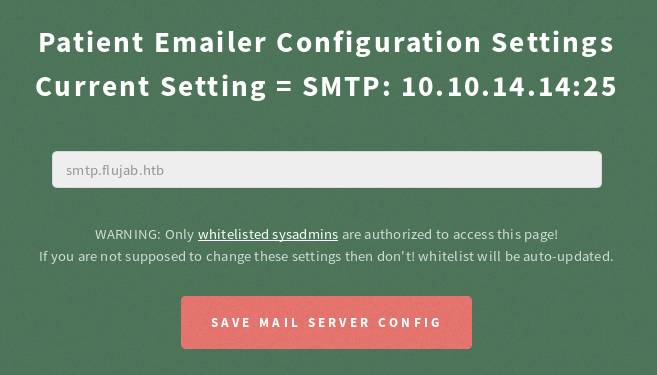 Patient Emailer Configuration Settings
Current Setting = SMTP: 10.10.14.14:25
smtp.flujab.htb
WARNING: Only whitelisted sysadmins are authorized to access this page!
If you are not supposed to change these settings then don't! whitelist will be auto-updated.
SAVE MAIL SERVER CONFIG